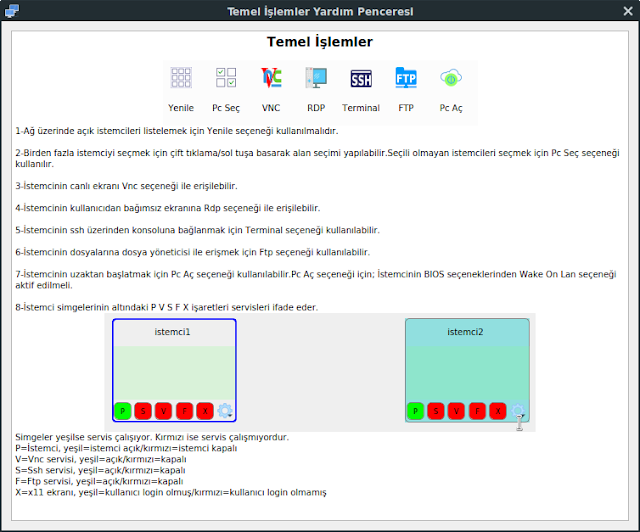 Temel İşlemler Yardım Penceresi
Temel İşlemler
VNC
SSH
FTP
Yenile
Pc Seç
VNC
RDP
Terminal
FTP
Pc Aç
1-Ağ üzerinde açık istemcileri listelemek için Yenile seçeneği kullanılmalıdır.
2-Birden fazla istemciyi seçmek için çift tıklama/sol tuşa basarak alan seçimi yapılabilir.Seçili olmayan istemcileri seçmek için Pc Seç seçeneği
kullanılır.
3-İstemcinin canlı ekranı Vnc seçeneği ile erişilebilir.
4-İstemcinin kullanıcıdan bağımsız ekranına Rdp seçeneği ile erişilebilir.
5-İstemcinin ssh üzerinden konsoluna bağlanmak için Terminal seçeneği kullanılabilir.
6-İstemcinin dosyalarına dosya yöneticisi ile erişmek için Ftp seçeneği kullanılabilir.
7-İstemcinin uzaktan başlatmak için Pc Aç seçeneği kullanılabilir.Pc Aç seçeneği için; İstemcinin BIOS seçeneklerinden Wake On Lan seçeneği
aktif edilmeli.
8-İstemci simgelerinin altındaki P V S F X işaretleri servisleri ifade eder.
istemci1
istemci2
P S V F X
P S V F X
Simgeler yeşilse servis çalışıyor. Kırmızı ise servis çalışmıyordur.
P=İstemci, yeşil=istemci açık/kırmızı=istemci kapalı
V=Vnc servisi, yeşil=açık/kırmızı=kapalı
S=Ssh servisi, yeşil=açık/kırmızı=kapalı
F=Ftp servisi, yeşil=açık/kırmızı=kapalı
X=x11 ekranı, yeşil=kullanıcı login olmuş/kırmızı=kullanıcı login olmamış